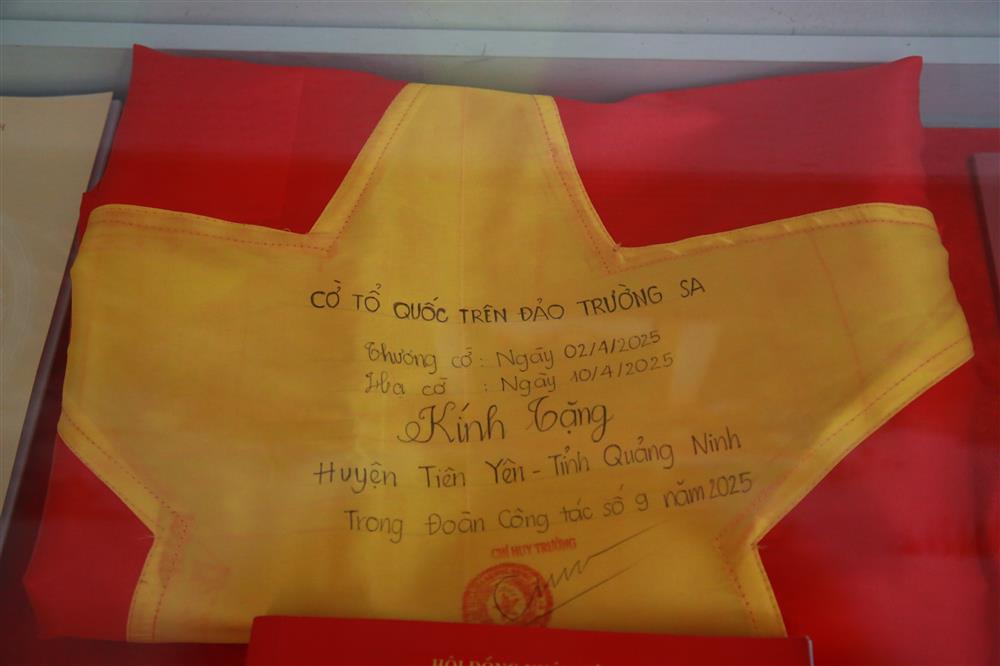 CỜ TỔ QUỐC TRÊN ĐẢO TRƯỜNG SA
Thượng cờ : Ngày 02/4/2025
Hạ cờ : Ngày 10/4/2025
Kính Tặng
Huyện Tiên Yên - Tỉnh Quảng Ninh
Trong Đoàn Công tác số 9 năm 2025
CHỈ HUY TRƯỞNG
HỘI ĐỒNG